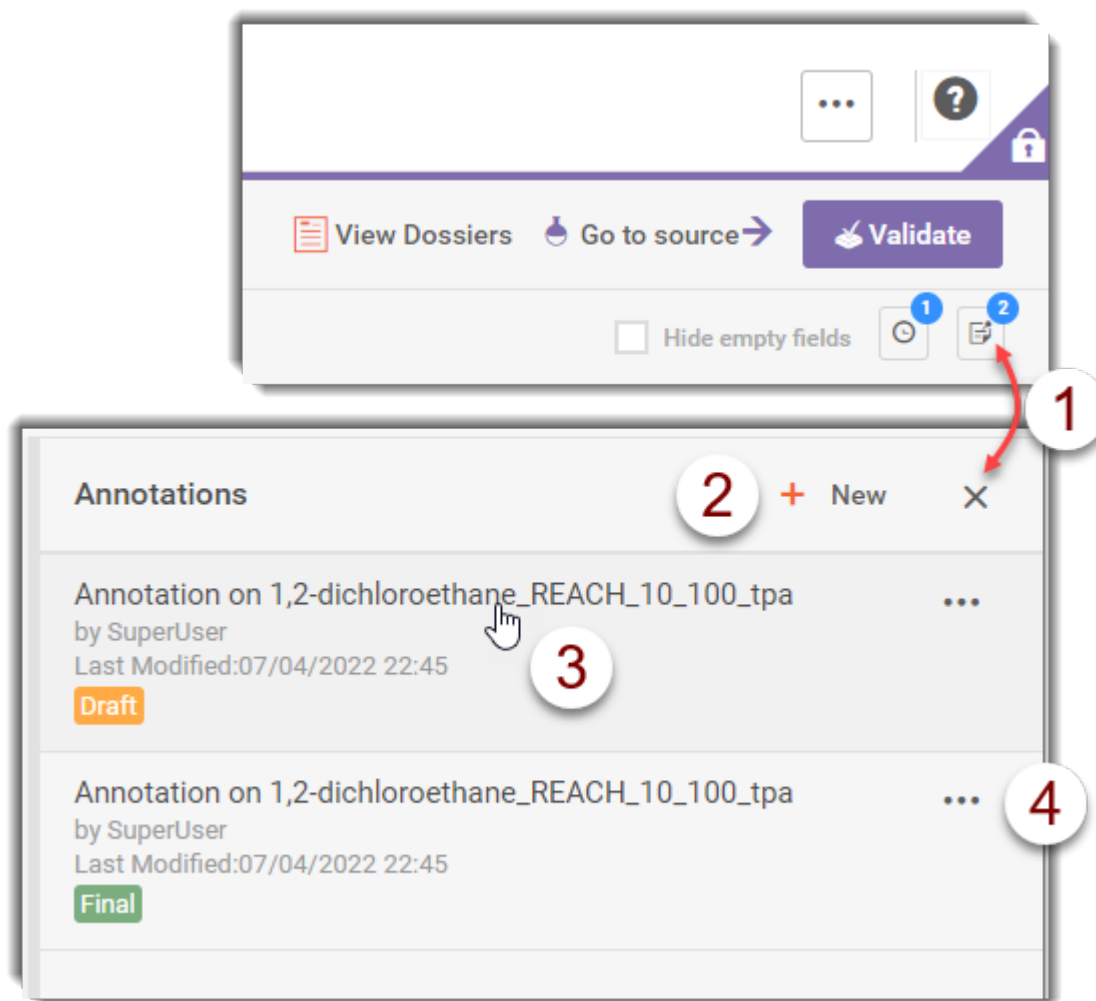 View Dossiers Go to source Validate
1 2
Hide empty fields
1
Annotations 2 + New
Annotation on 1,2-dichloroethane_REACH_10_100_tpa
by SuperUser
Last Modified:07/04/2022 22:45
3
Draft
Annotation on 1,2-dichloroethane_REACH_10_100_tpa
4
by SuperUser
Last Modified:07/04/2022 22:45
Final